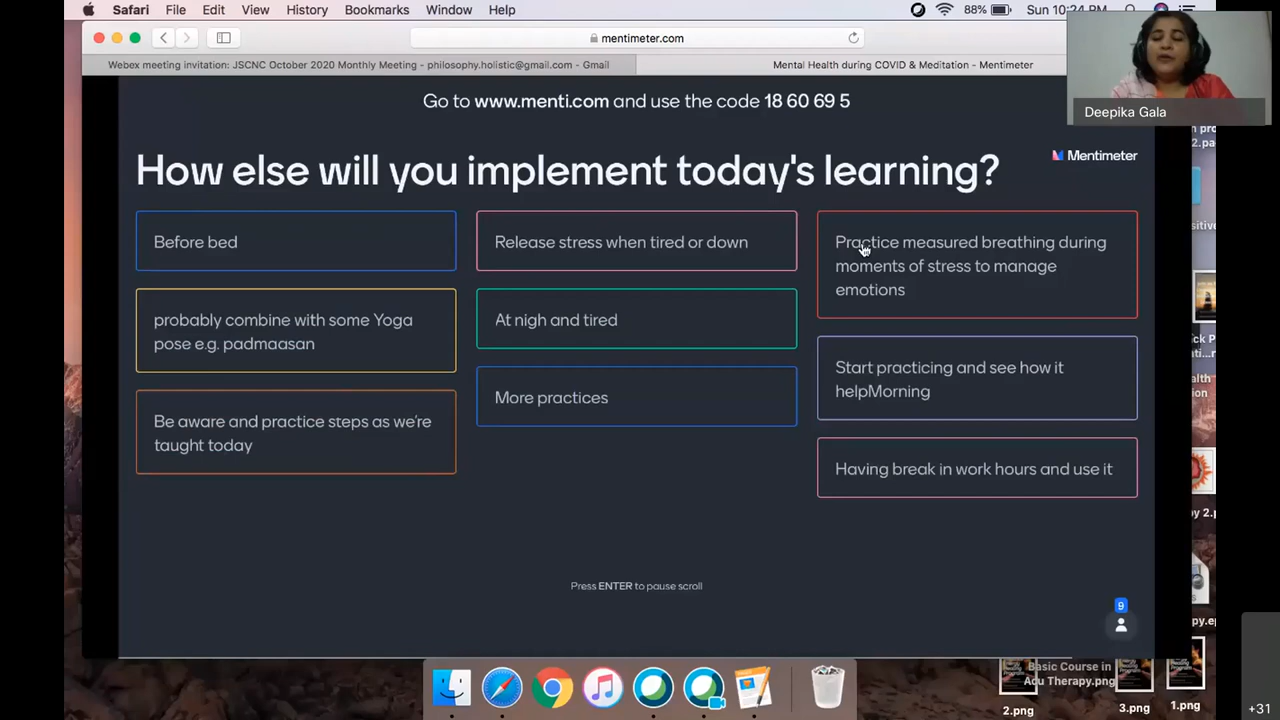 Safari File Edit View History Bookmarks Window Help 88% Sun 10:24 PM
mentimeter.com
Webex meeting invitation: JSCNC October 2020 Monthly Meeting - philosophy.holistic@gmail.com - Gmail
Mental Health during COVID & Meditation - Mentimeter
Deepika Gala
Go to www.menti.com and use the code 18 60 69 5
Mentimeter
How else will you implement today's learning?
Before bed
probably combine with some Yoga
pose e.g. padmaasan
Be aware and practice steps as we're
taught today
Release stress when tired or down
At nigh and tired
More practices
Practice measured breathing during
moments of stress to manage
emotions
Start practicing and see how it
helpMorning
Having break in work hours and use it
Press ENTER to pause scroll
9
Basic Course in
Acu Therapy.png
2.png
3.png
1.png
+31